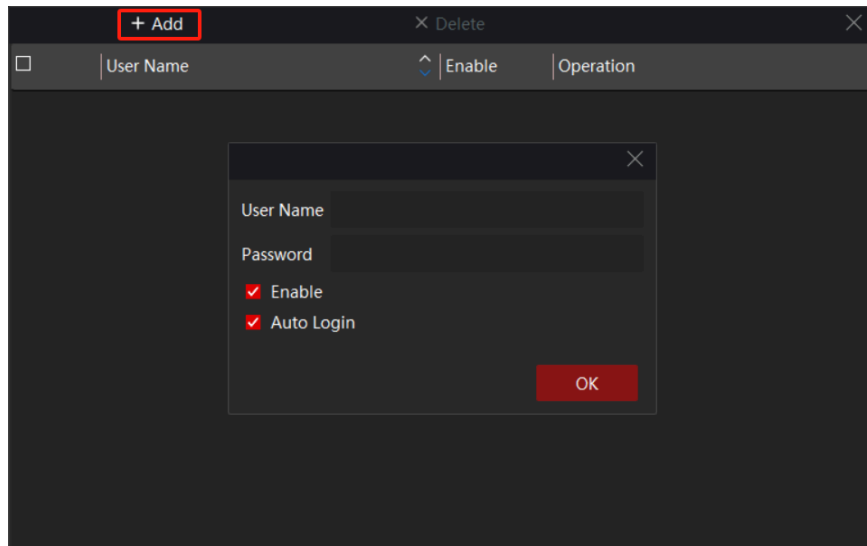 + Add × Delete
User Name Enable Operation
User Name
Password
Enable
Auto Login
OK